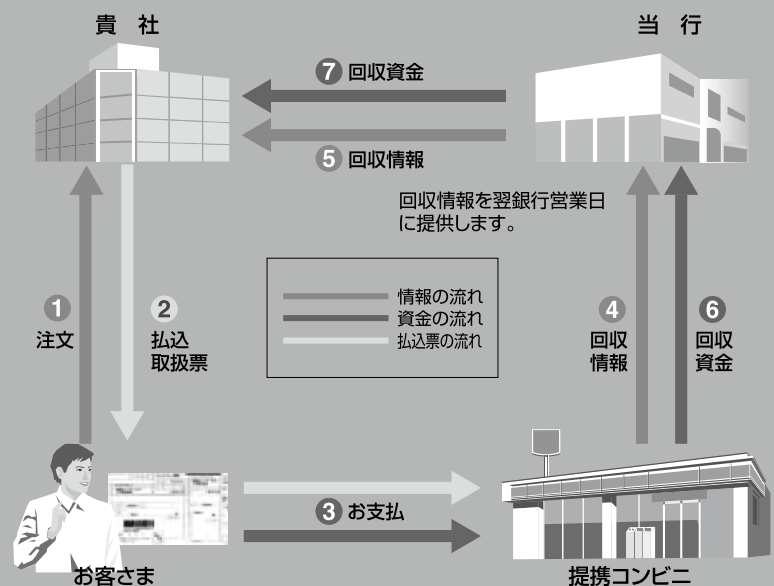 貴 社
当 行
7 回収資金
5 回収情報
回収情報を翌銀行営業日
に提供します。
1
注文
2
払込
取扱票
情報の流れ
資金の流れ
払込票の流れ
4
回収
情報
6
回収
資金
3 お支払
お客さま
提携コンビニ